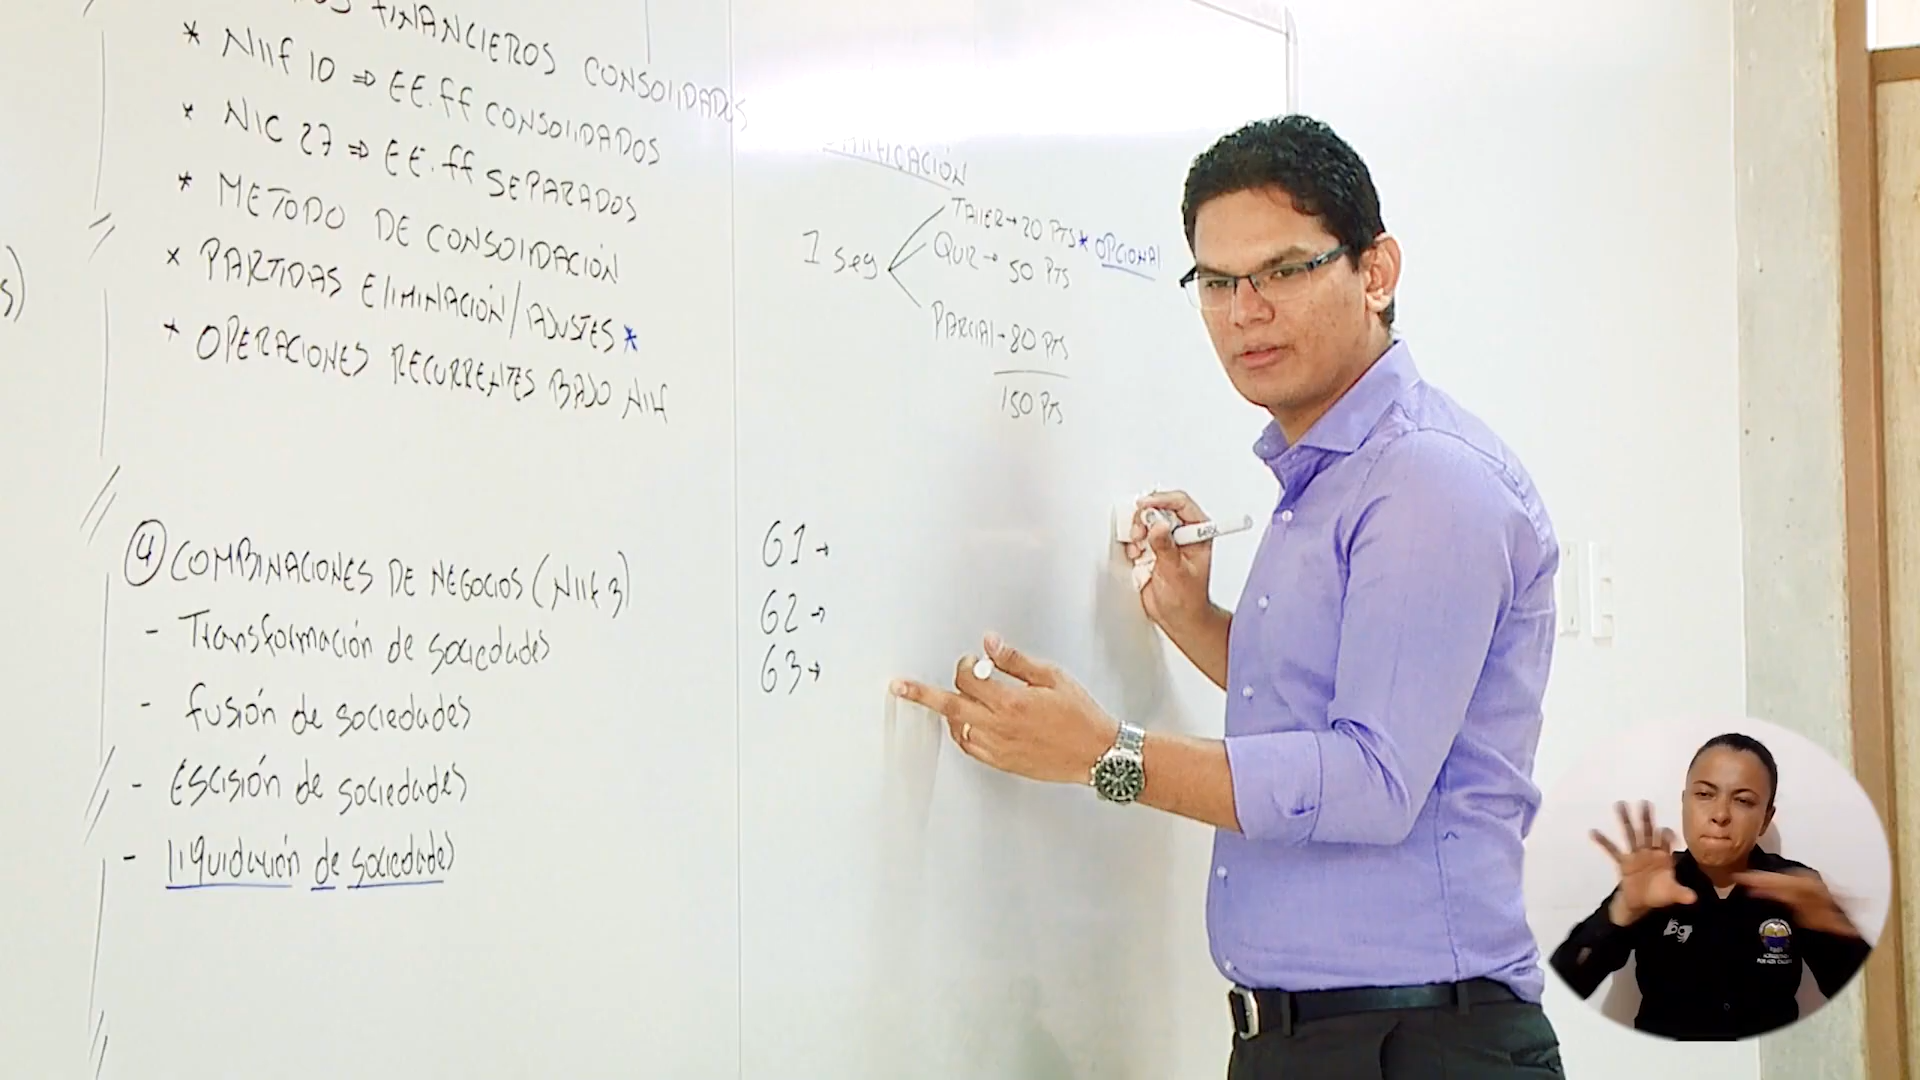 FINANCIEROS CONSOLIDADOS
* NIIF 10 ⇒ EE.FF CONSOLIDADOS
* NIC 27 ⇒ EE.FF SEPARADOS
* METODO DE CONSOLIDACIÓN
* PARTIDAS ELIMINACIÓN/AJUSTES *
* OPERACIONES RECURRENTES BAJO NIIF
④ COMBINACIONES DE NEGOCIOS (NIIF 3)
- Transformación de sociedades
- fusión de sociedades
- Escisión de sociedades
- liquidación de sociedades
1 seg
TALLER → 20 PTS * OPCIONAL
QUIZ → 50 PTS
PARCIAL → 80 PTS
150 PTS
G1 →
G2 →
G3 →